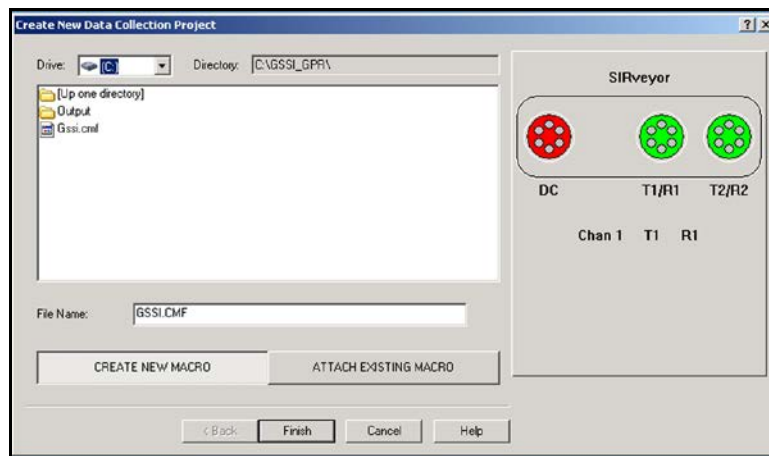 Create New Data Collection Project
Drive: [C:] Directory: C:\GSSI_GPR\
[Up one directory]
Output
Gssi.cmf
File Name: GSSI.CMF
CREATE NEW MACRO ATTACH EXISTING MACRO
< Back Finish Cancel Help
SIRveyor
DC T1/R1 T2/R2
Chan 1 T1 R1